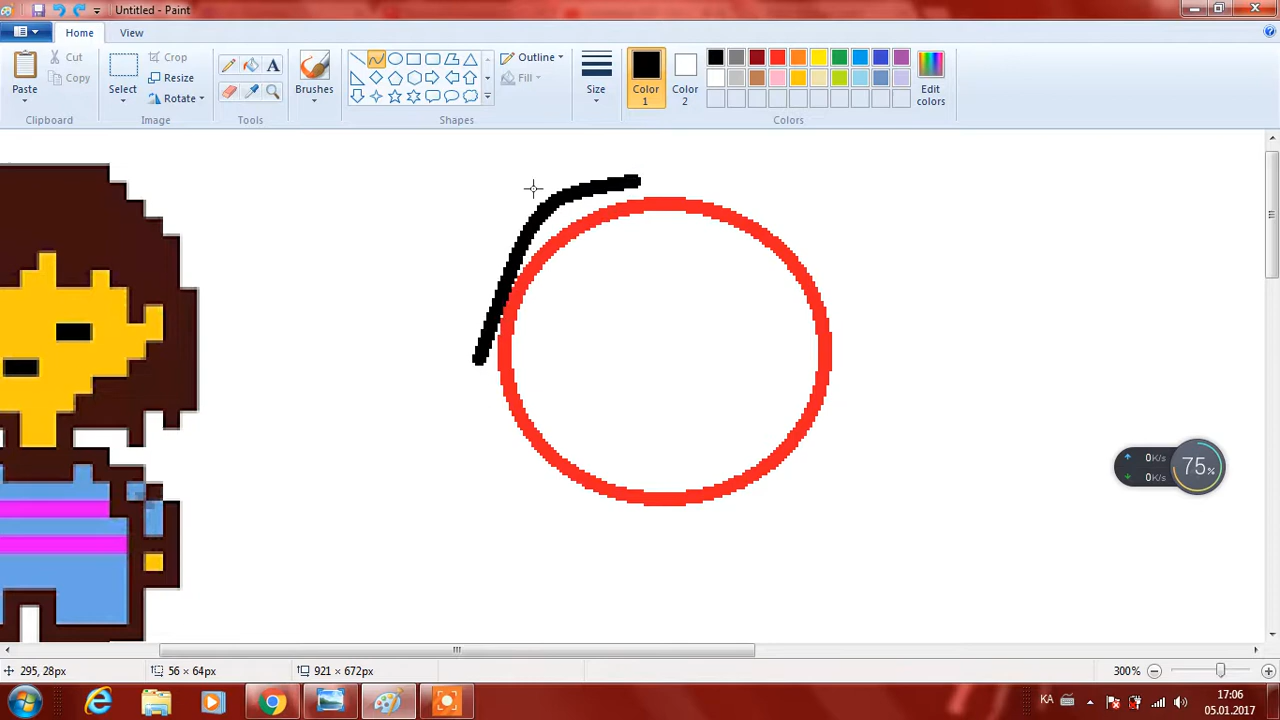 Untitled - Paint
Home
View
Paste
Cut
Copy
Clipboard
Select
Crop
Resize
Rotate
Image
A
Tools
Brushes
Outline
Fill
Shapes
Size
Color 1
Color 2
Edit colors
Colors
0K/s
0K/s
75%
295, 28px
56 × 64px
921 × 672px
300%
KA
17:06
05.01.2017